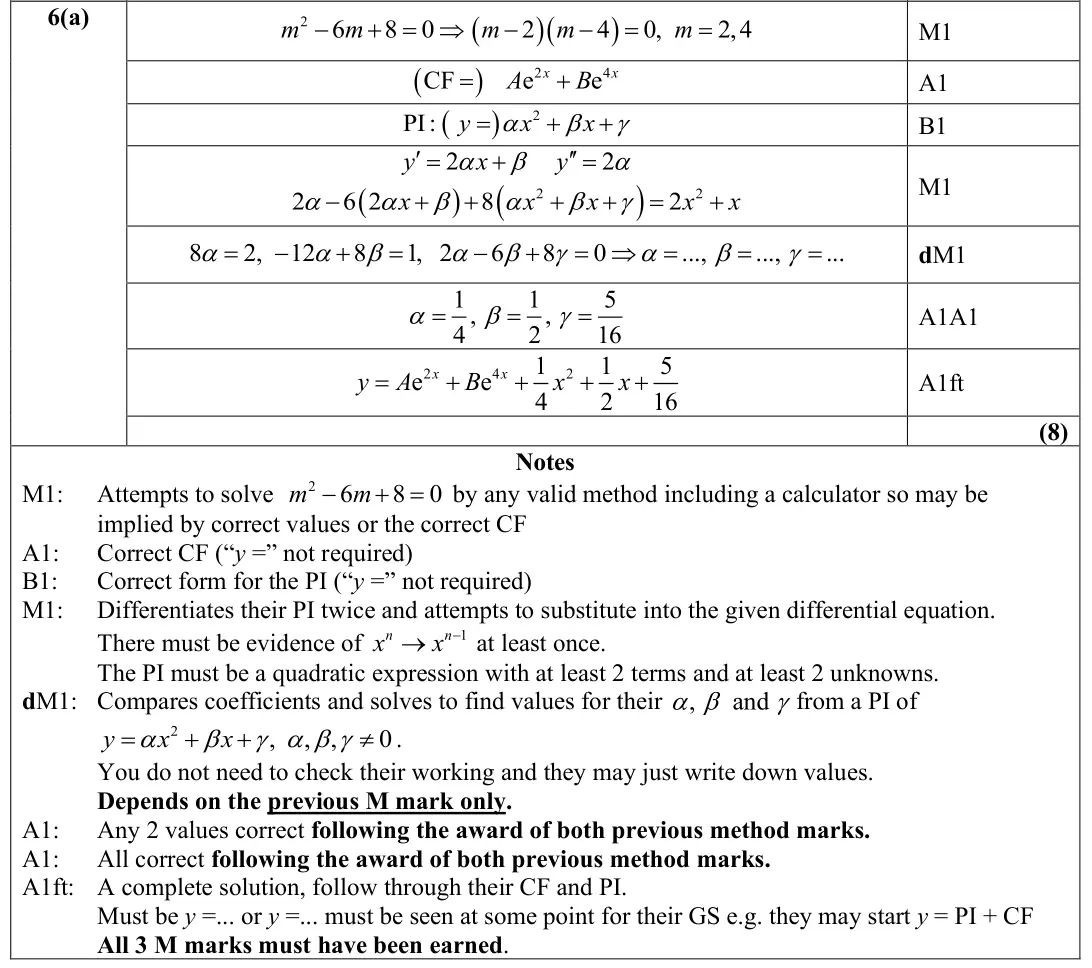 6(a)
m² − 6m + 8 = 0 ⇒ (m − 2)(m − 4) = 0, m = 2, 4 M1
(CF =) Ae²ˣ + Be⁴ˣ A1
PI : ( y =)αx² + βx + γ B1
y′ = 2αx + β y″ = 2α
2α − 6(2αx + β) + 8(αx² + βx + γ) = 2x² + x M1
8α = 2, −12α + 8β = 1, 2α − 6β + 8γ = 0 ⇒ α = ..., β = ..., γ = ... dM1
α = 1/4, β = 1/2, γ = 5/16 A1A1
y = Ae²ˣ + Be⁴ˣ + 1/4 x² + 1/2 x + 5/16 A1ft
(8)
Notes
M1: Attempts to solve m² − 6m + 8 = 0 by any valid method including a calculator so may be
implied by correct values or the correct CF
A1: Correct CF (“y =” not required)
B1: Correct form for the PI (“y =” not required)
M1: Differentiates their PI twice and attempts to substitute into the given differential equation.
There must be evidence of xⁿ → xⁿ⁻¹ at least once.
The PI must be a quadratic expression with at least 2 terms and at least 2 unknowns.
dM1: Compares coefficients and solves to find values for their α, β and γ from a PI of
y = αx² + βx + γ, α, β, γ ≠ 0.
You do not need to check their working and they may just write down values.
Depends on the previous M mark only.
A1: Any 2 values correct following the award of both previous method marks.
A1: All correct following the award of both previous method marks.
A1ft: A complete solution, follow through their CF and PI.
Must be y =... or y =... must be seen at some point for their GS e.g. they may start y = PI + CF
All 3 M marks must have been earned.